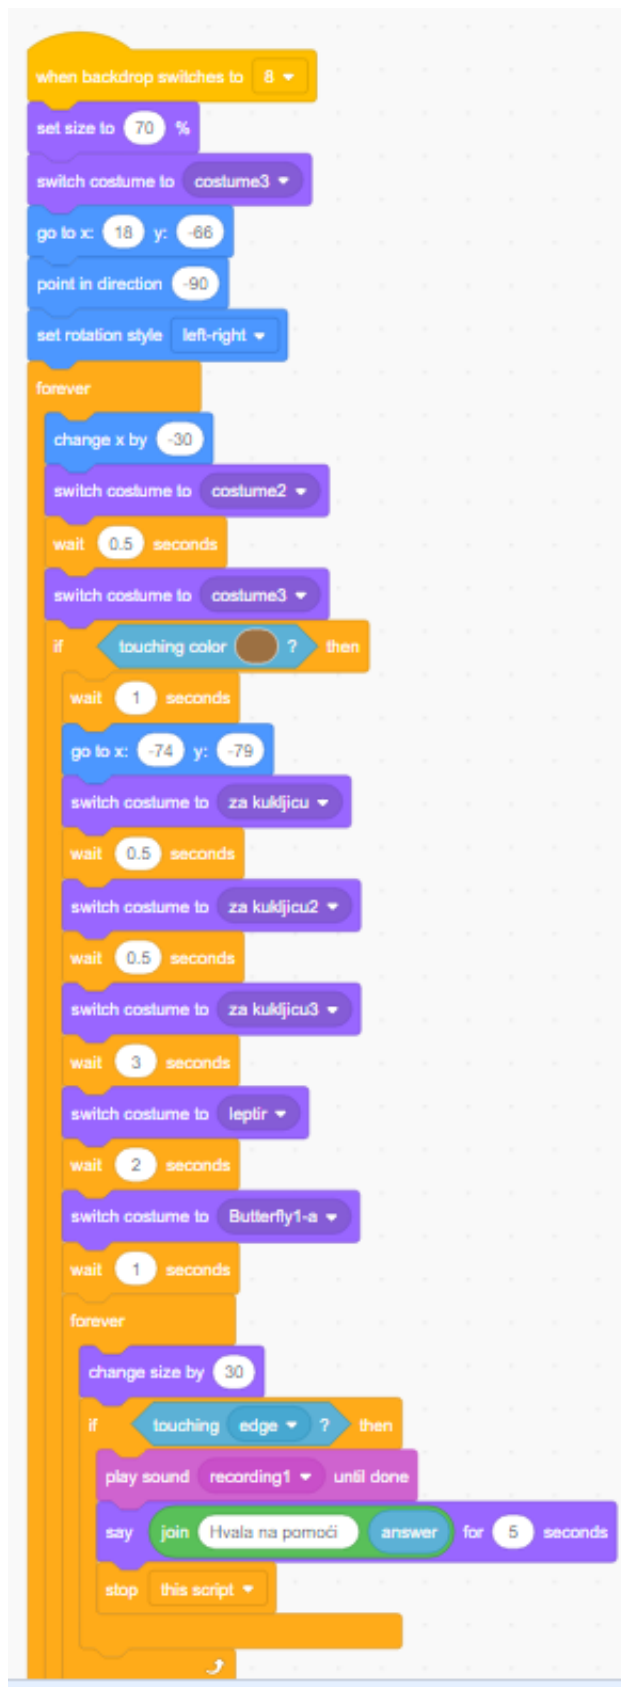 when backdrop switches to 8
set size to 70 %
switch costume to costume3
go to x: 18 y: -66
point in direction -90
set rotation style left-right
forever
change x by -30
switch costume to costume2
wait 0.5 seconds
switch costume to costume3
if touching color ? then
wait 1 seconds
go to x: -74 y: -79
switch costume to za kukljicu
wait 0.5 seconds
switch costume to za kukljicu2
wait 0.5 seconds
switch costume to za kukljicu3
wait 3 seconds
switch costume to leptir
wait 2 seconds
switch costume to Butterfly1-a
wait 1 seconds
forever
change size by 30
if touching edge ? then
play sound recording1 until done
say join Hvala na pomoći answer for 5 seconds
stop this script